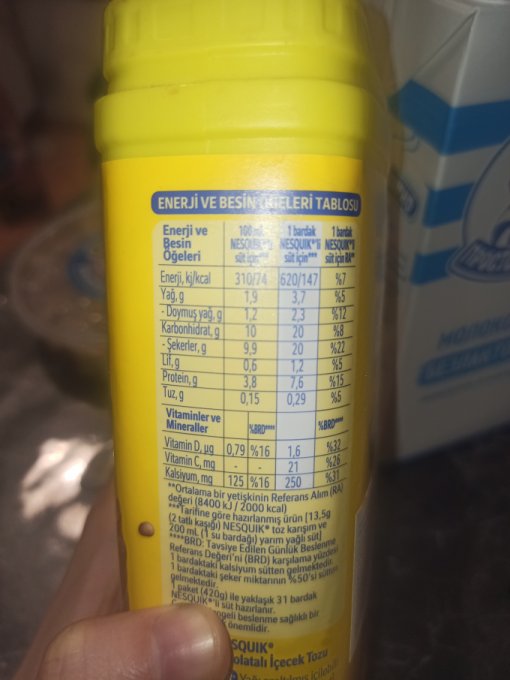 ENERJİ VE BESİN ÖĞELERİ TABLOSU
Enerji ve Besin Öğeleri 100 mL NESQUIK®'li süt için*** 1 bardak NESQUIK®'li süt için*** 1 bardak NESQUIK®'li süt için RA**
Enerji, kj/kcal 310/74 620/147 %7
Yağ, g 1,9 3,7 %5
- Doymuş yağ, g 1,2 2,3 %12
Karbonhidrat, g 10 20 %8
- Şekerler, g 9,9 20 %22
Lif, g 0,6 1,2 %5
Protein, g 3,8 7,6 %15
Tuz, g 0,15 0,29 %5
Vitaminler ve Mineraller %BRD**** %BRD****
Vitamin D, µg 0,79 %16 1,6 %32
Vitamin C, mg - - 21 %26
Kalsiyum, mg 125 %16 250 %31
**Ortalama bir yetişkinin Referans Alım (RA)
değeri (8400 kJ / 2000 kcal)
***Tarifine göre hazırlanmış ürün [13,5g
(2 tatlı kaşığı) NESQUIK® toz karışım ve
200 mL (1 su bardağı) yarım yağlı süt]
****BRD: Tavsiye Edilen Günlük Beslenme
Referans Değeri'ni (BRD) karşılama yüzdesi
1 bardaktaki kalsiyum sütten gelmektedir.
1 bardaktaki şeker miktarının %50'si sütten
gelmektedir.
1 paket (420g) ile yaklaşık 31 bardak
NESQUIK®'li süt hazırlanır.
beslenme sağlıklı bir
önemlidir.
SQUIK®
olatalı İçecek Tozu
МОЛОКО